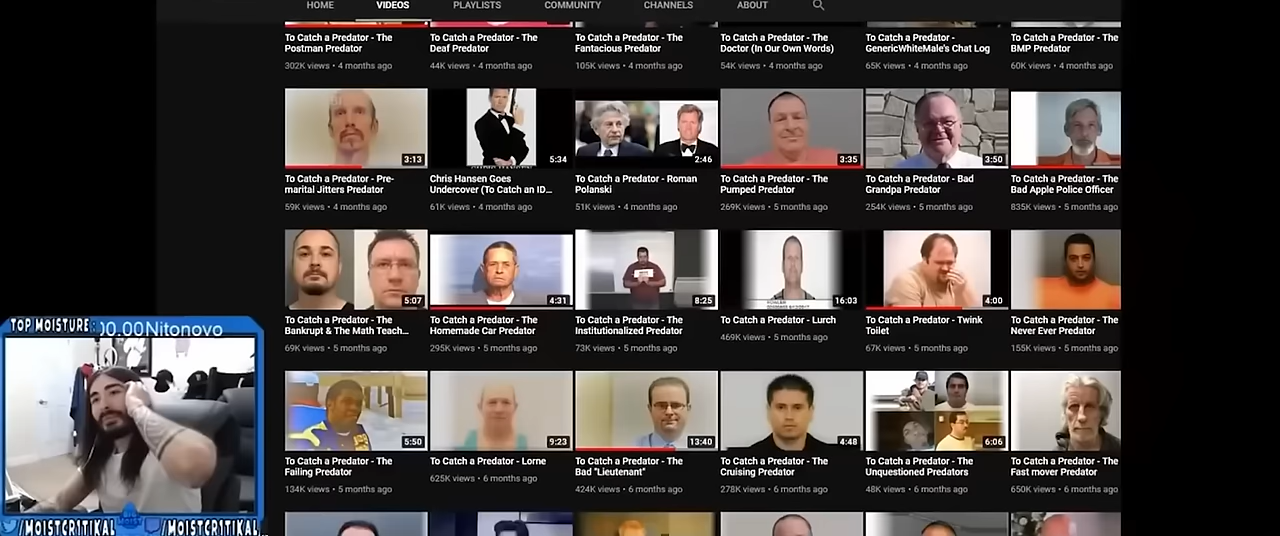 HOME VIDEOS PLAYLISTS COMMUNITY CHANNELS ABOUT
To Catch a Predator - The
Postman Predator
302K views • 4 months ago
To Catch a Predator - The
Deaf Predator
44K views • 4 months ago
To Catch a Predator - The
Fantacious Predator
105K views • 4 months ago
To Catch a Predator - The
Doctor (In Our Own Words)
54K views • 4 months ago
To Catch a Predator -
GenericWhiteMale's Chat Log
65K views • 4 months ago
To Catch a Predator - The
BMP Predator
60K views • 4 months ago
3:13
To Catch a Predator - Pre-
marital Jitters Predator
59K views • 4 months ago
5:34
Chris Hansen Goes
Undercover (To Catch an ID...
61K views • 4 months ago
2:46
To Catch a Predator - Roman
Polanski
51K views • 4 months ago
3:35
To Catch a Predator - The
Pumped Predator
269K views • 5 months ago
3:50
To Catch a Predator - Bad
Grandpa Predator
254K views • 5 months ago
To Catch a Predator - The
Bad Apple Police Officer
835K views • 5 months ago
5:07
To Catch a Predator - The
Bankrupt & The Math Teach...
69K views • 5 months ago
4:31
To Catch a Predator - The
Homemade Car Predator
295K views • 5 months ago
8:25
To Catch a Predator - The
Institutionalized Predator
73K views • 5 months ago
16:03
To Catch a Predator - Lurch
469K views • 5 months ago
4:00
To Catch a Predator - Twink
Toilet
67K views • 5 months ago
To Catch a Predator - The
Never Ever Predator
155K views • 5 months ago
5:50
To Catch a Predator - The
Failing Predator
134K views • 5 months ago
9:23
To Catch a Predator - Lorne
625K views • 6 months ago
13:40
To Catch a Predator - The
Bad "Lieutenant"
424K views • 6 months ago
4:48
To Catch a Predator - The
Cruising Predator
278K views • 6 months ago
6:06
To Catch a Predator - The
Unquestioned Predators
48K views • 6 months ago
To Catch a Predator - The
Fast mover Predator
650K views • 6 months ago
TOP MOISTURE: 00.00Nitonovo
/MOISTCR1TIKAL /MOISTCR1TIKAL